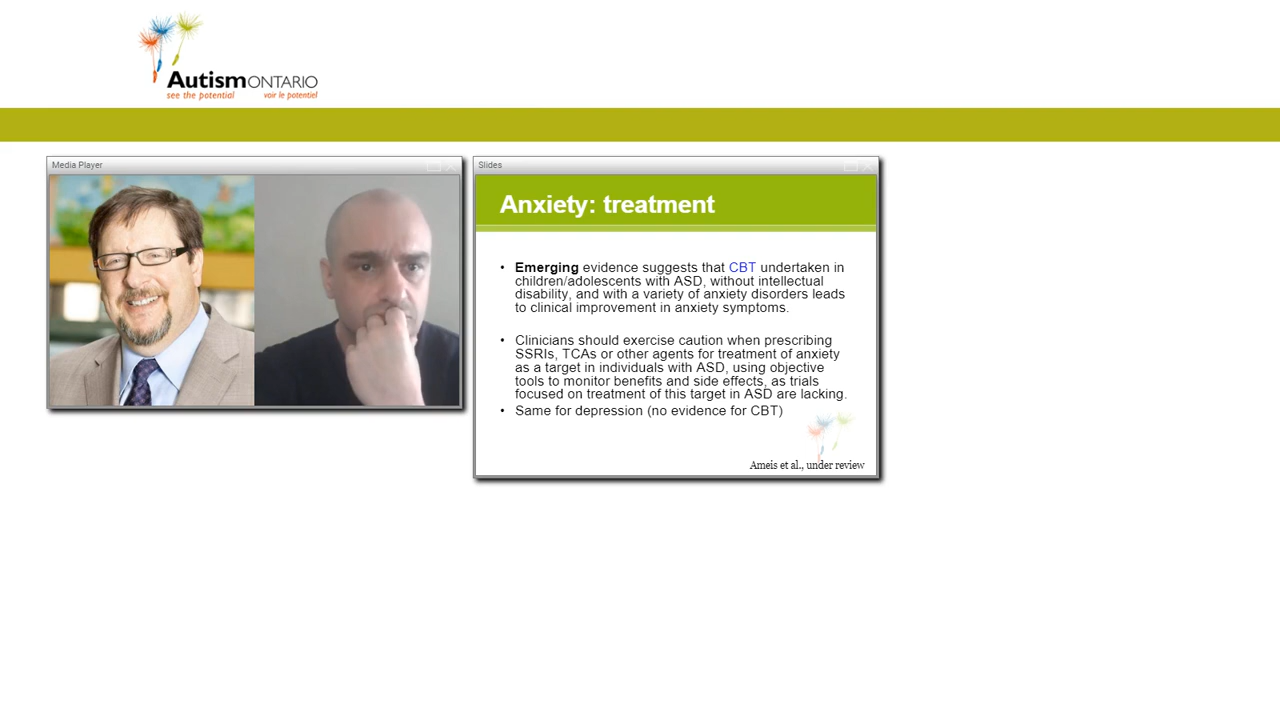 AutismONTARIO
see the potential voir le potentiel
Media Player
Slides
Anxiety: treatment
• Emerging evidence suggests that CBT undertaken in
children/adolescents with ASD, without intellectual
disability, and with a variety of anxiety disorders leads
to clinical improvement in anxiety symptoms.
• Clinicians should exercise caution when prescribing
SSRIs, TCAs or other agents for treatment of anxiety
as a target in individuals with ASD, using objective
tools to monitor benefits and side effects, as trials
focused on treatment of this target in ASD are lacking.
• Same for depression (no evidence for CBT)
Ameis et al., under review